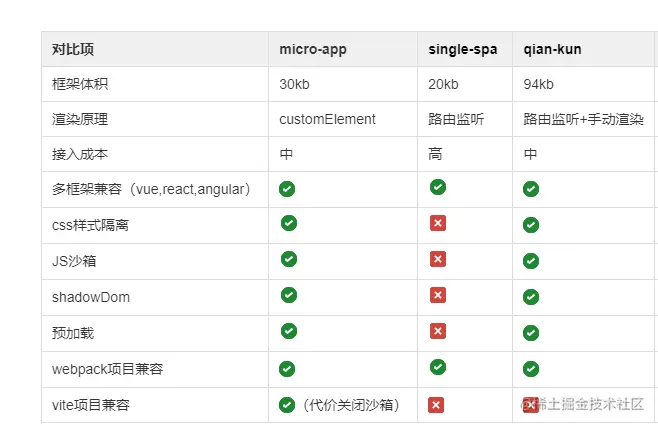 对比项 micro-app single-spa qian-kun
框架体积 30kb 20kb 94kb
渲染原理 customElement 路由监听 路由监听+手动渲染
接入成本 中 高 中
多框架兼容（vue,react,angular）
css样式隔离
JS沙箱
shadowDom
预加载
webpack项目兼容
vite项目兼容 （代价关闭沙箱）
@稀土掘金技术社区